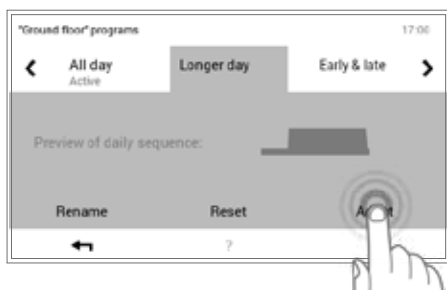 "Ground floor" programs 17:00
All day Longer day Early & late
Active
Preview of daily sequence:
Rename Reset
?